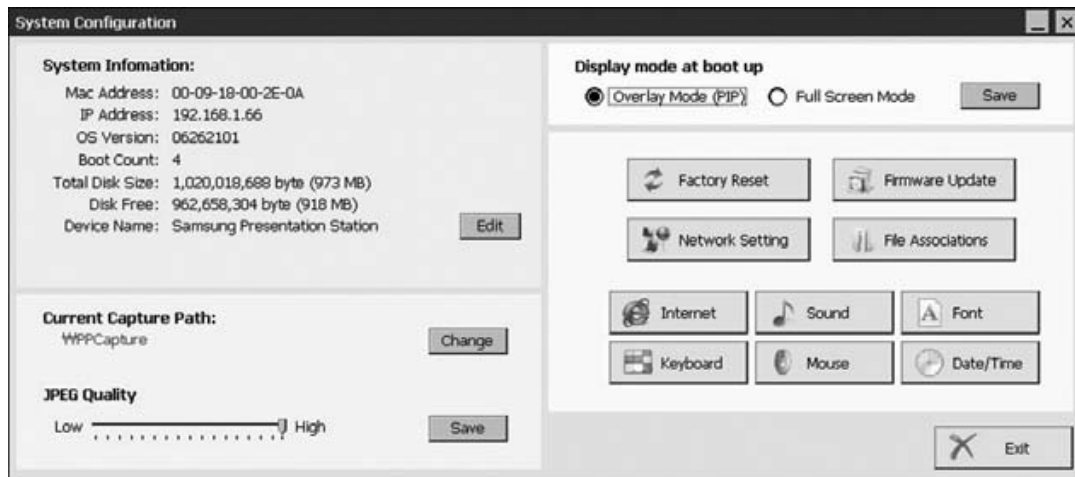 System Configuration
System Infomation:
Mac Address: 00-09-18-00-2E-0A
IP Address: 192.168.1.66
OS Version: 06262101
Boot Count: 4
Total Disk Size: 1,020,018,688 byte (973 MB)
Disk Free: 962,658,304 byte (918 MB)
Device Name: Samsung Presentation Station
Edit
Current Capture Path:
₩PPCapture
Change
JPEG Quality
Low High
Save
Display mode at boot up
Overlay Mode (PIP) Full Screen Mode Save
Factory Reset Firmware Update
Network Setting File Associations
Internet Sound Font
Keyboard Mouse Date/Time
Exit